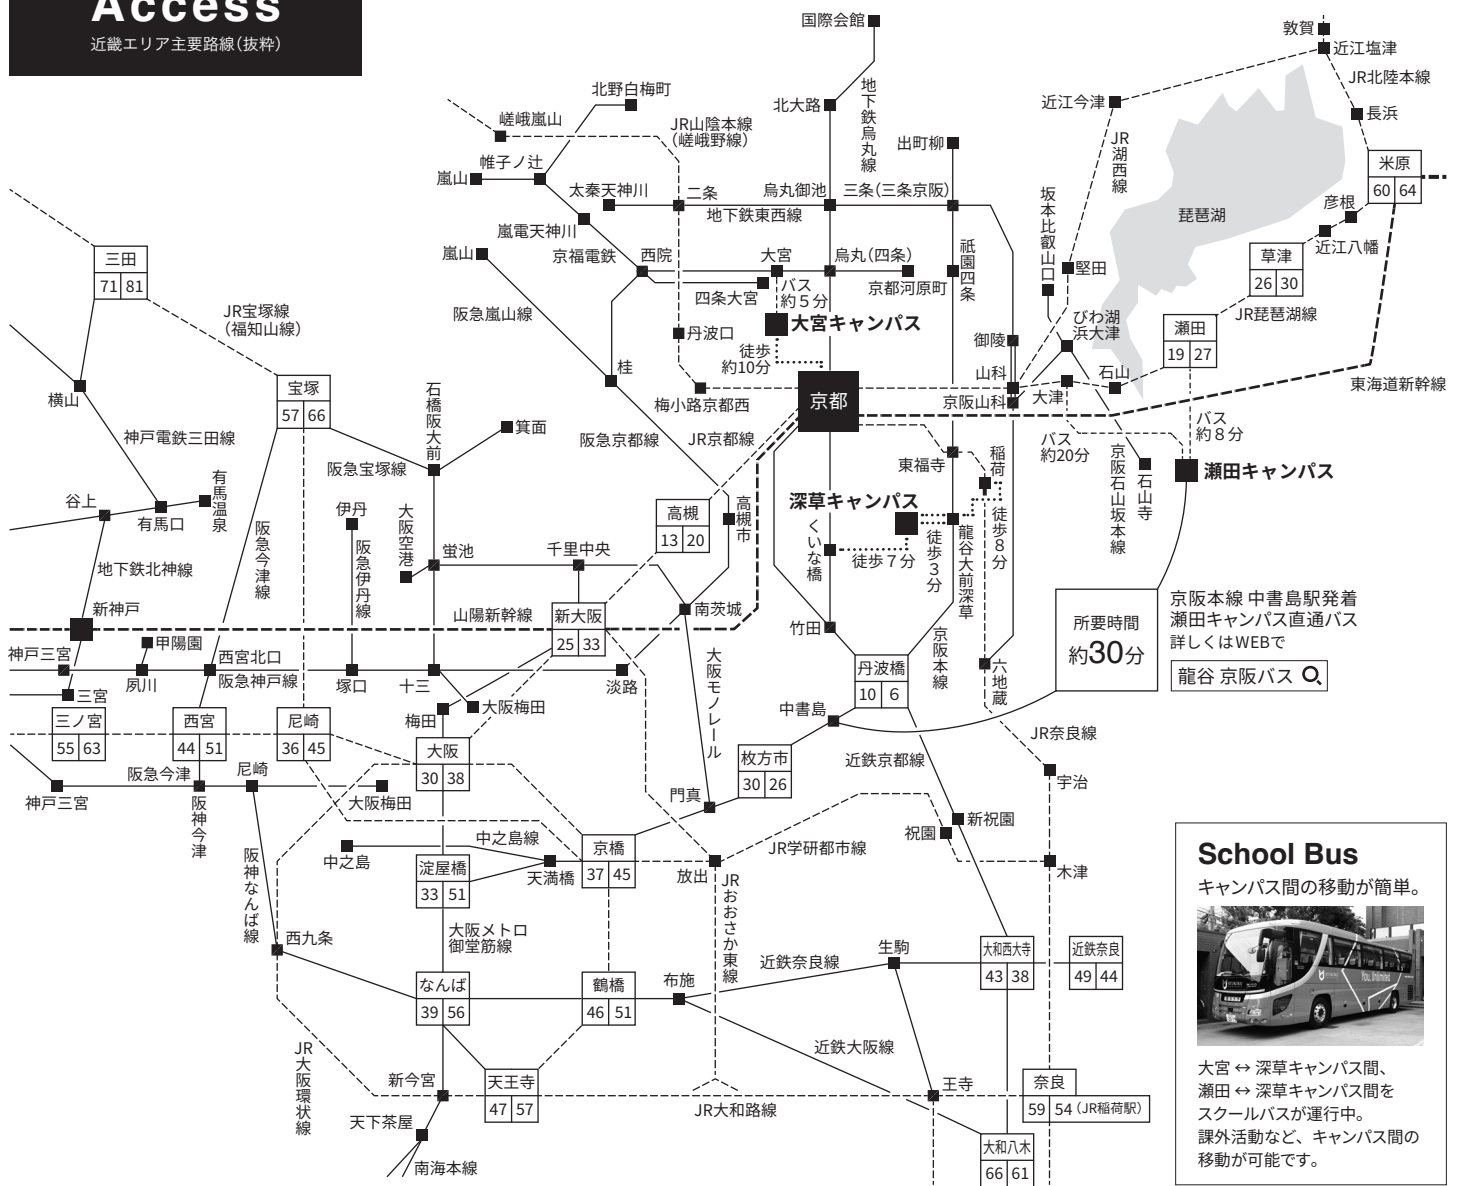 Access
近畿エリア主要路線(抜粋)
国際会館
地下鉄烏丸線
北野白梅町
北大路
出町柳
嵯峨嵐山
JR山陰本線
(嵯峨野線)
帷子ノ辻
嵐山
太秦天神川
二条
烏丸御池
三条(三条京阪)
地下鉄東西線
嵐電天神川
京福電鉄
西院
大宮
烏丸(四条)
祇園四条
嵐山
四条大宮
バス
約5分
京都河原町
阪急嵐山線
大宮キャンパス
丹波口
徒歩
約10分
御陵
桂
山科
梅小路京都西
京都
京阪山科
敦賀
近江塩津
JR北陸本線
近江今津
長浜
JR湖西線
米原
60 64
坂本比叡山口
琵琶湖
彦根
近江八幡
堅田
草津
26 30
JR琵琶湖線
びわ湖
浜大津
瀬田
19 27
大津
石山
東海道新幹線
バス
約20分
バス
約8分
京阪石山坂本線
石山寺
瀬田キャンパス
三田
71 81
JR宝塚線
(福知山線)
横山
宝塚
57 66
石橋阪大前
箕面
神戸電鉄三田線
阪急宝塚線
阪急京都線
JR京都線
谷上
有馬口
有馬温泉
阪急今津線
伊丹
阪急伊丹線
大阪空港
蛍池
千里中央
高槻
13 20
高槻市
東福寺
稲荷
深草キャンパス
くいな橋
徒歩7分
徒歩3分
龍谷大前深草
徒歩8分
地下鉄北神線
新神戸
山陽新幹線
新大阪
25 33
南茨城
竹田
京阪本線
所要時間
約30分
京阪本線 中書島駅発着
瀬田キャンパス直通バス
詳しくはWEBで
龍谷 京阪バス
神戸三宮
甲陽園
夙川
西宮北口
阪急神戸線
塚口
十三
淡路
大阪モノレール
丹波橋
10 6
六地蔵
三宮
梅田
大阪梅田
中書島
三ノ宮
55 63
西宮
44 51
尼崎
36 45
大阪
30 38
JR奈良線
近鉄京都線
枚方市
30 26
宇治
神戸三宮
阪急今津
阪神今津
尼崎
大阪梅田
門真
新祝園
祝園
中之島
中之島線
淀屋橋
33 51
天満橋
京橋
37 45
放出
JR学研都市線
木津
阪神なんば線
西九条
大阪メトロ
御堂筋線
JRおおさか東線
生駒
近鉄奈良線
大和西大寺
43 38
近鉄奈良
49 44
なんば
39 56
鶴橋
46 51
布施
近鉄大阪線
JR大阪環状線
新今宮
天王寺
47 57
JR大和路線
王寺
奈良
59 54(JR稲荷駅)
天下茶屋
南海本線
大和八木
66 61
School Bus
キャンパス間の移動が簡単。
You, Unlimited
大宮 ↔ 深草キャンパス間、
瀬田 ↔ 深草キャンパス間を
スクールバスが運行中。
課外活動など、キャンパス間の
移動が可能です。